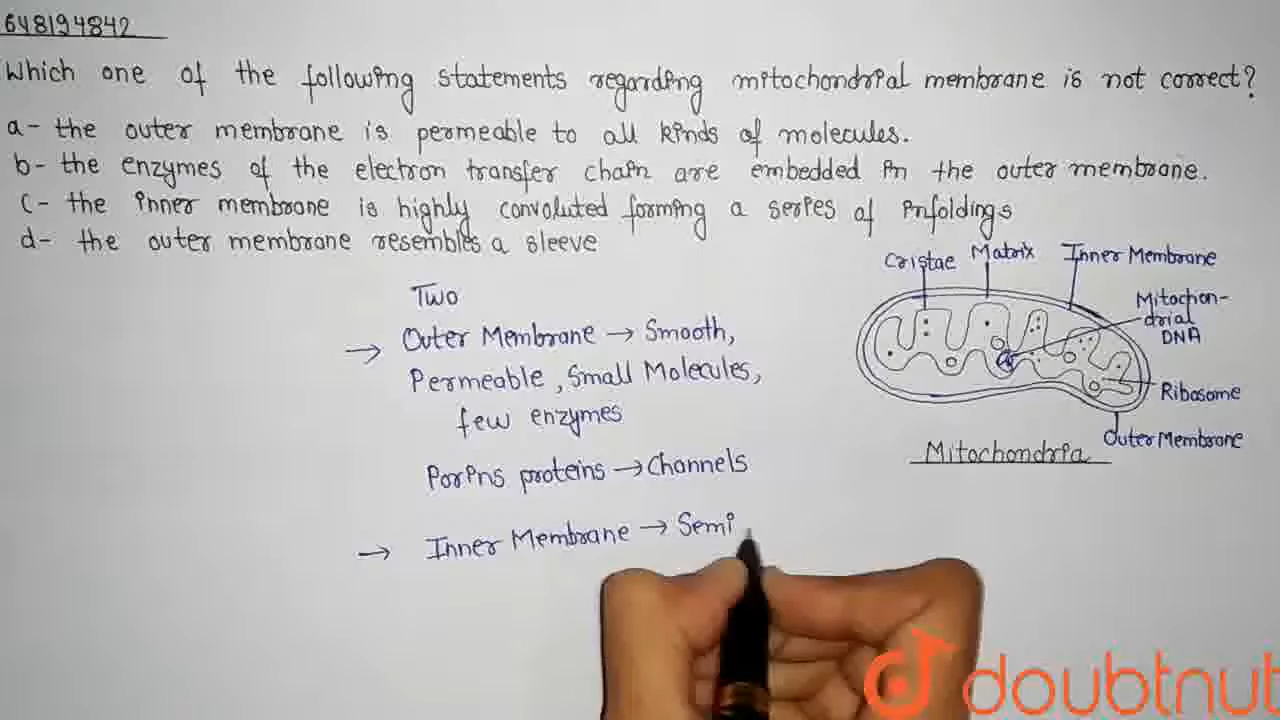 648194842
Which one of the following statements regarding mitochondrial membrane is not correct?
a- the outer membrane is permeable to all kinds of molecules.
b- the enzymes of the electron transfer chain are embedded in the outer membrane.
c- the inner membrane is highly convoluted forming a series of infoldings
d- the outer membrane resembles a sleeve
Two
→ Outer Membrane → Smooth,
Permeable, Small Molecules,
few enzymes
Porins proteins → Channels
→ Inner Membrane → Semi
Cristae
Matrix
Inner Membrane
Mitochon-
drial
DNA
Ribosome
Outer Membrane
Mitochondria
doubtnut